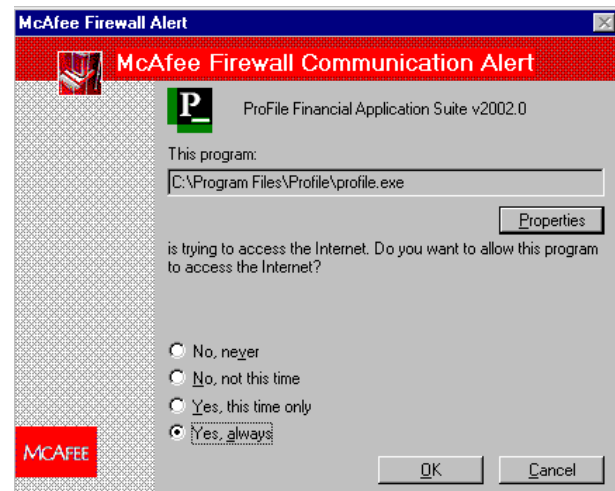 McAfee Firewall Alert
McAfee Firewall Communication Alert
P_
ProFile Financial Application Suite v2002.0
This program:
C:\Program Files\Profile\profile.exe
Properties
is trying to access the Internet. Do you want to allow this program
to access the Internet?
No, never
No, not this time
Yes, this time only
Yes, always
McAFEE
OK
Cancel